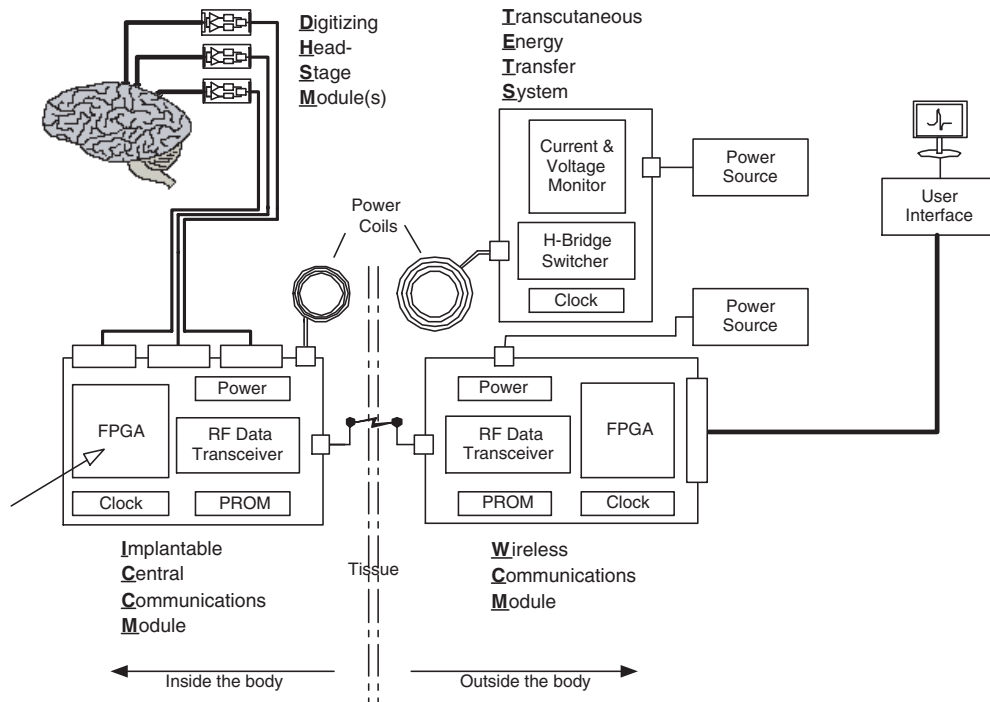 Digitizing
Head-
Stage
Module(s)
Transcutaneous
Energy
Transfer
System
Current &
Voltage
Monitor
H-Bridge
Switcher
Clock
Power
Source
User
Interface
Power
Coils
Power
Source
Power
FPGA
RF Data
Transceiver
Clock
PROM
Power
RF Data
Transceiver
FPGA
PROM
Clock
Implantable
Central
Communications
Module
Tissue
Wireless
Communications
Module
Inside the body
Outside the body